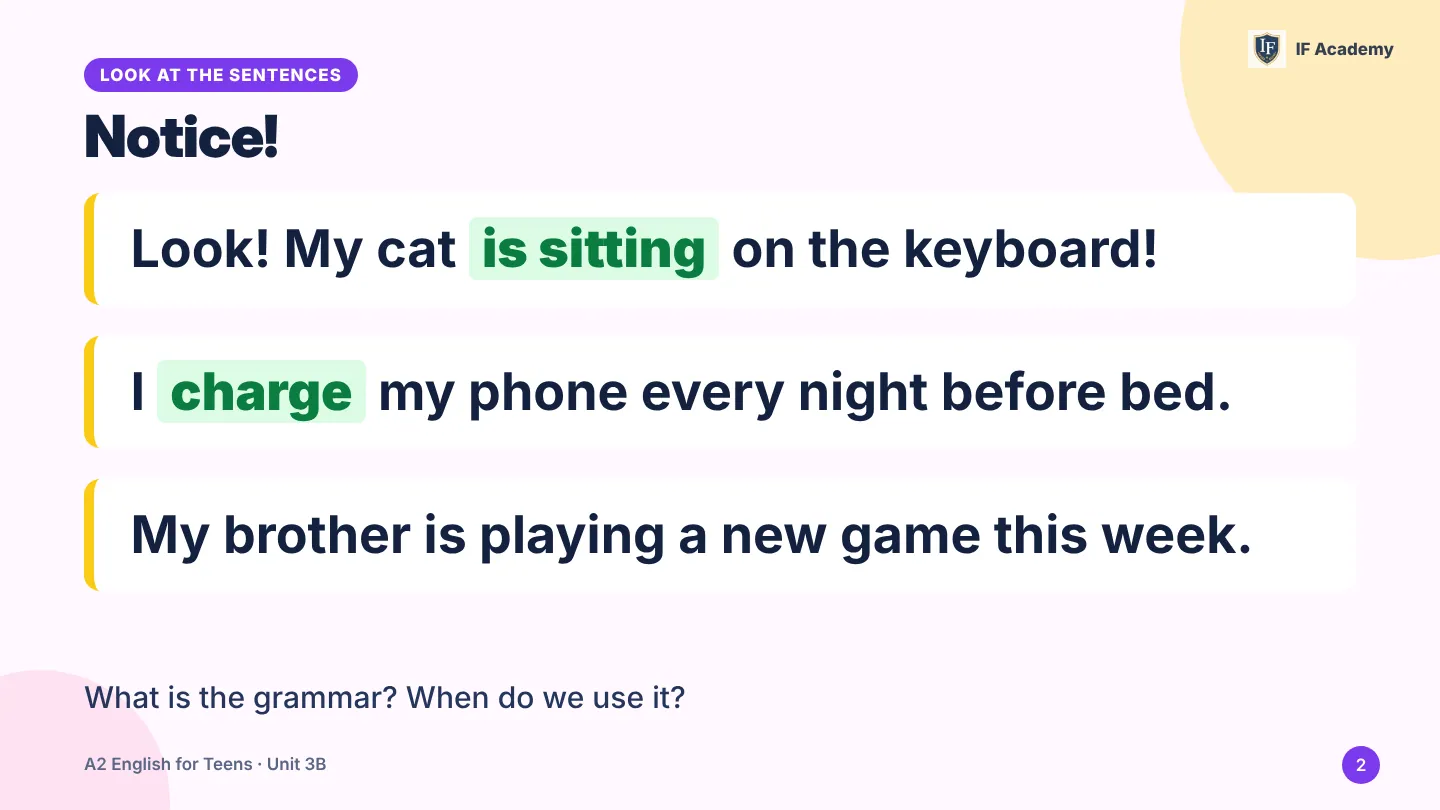 IF
IF Academy
LOOK AT THE SENTENCES
Notice!
Look! My cat is sitting on the keyboard!
I charge my phone every night before bed.
My brother is playing a new game this week.
What is the grammar? When do we use it?
A2 English for Teens · Unit 3B
2